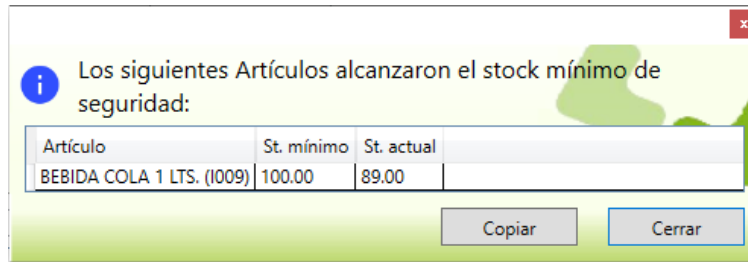 Los siguientes Artículos alcanzaron el stock mínimo de
seguridad:
Artículo St. mínimo St. actual
BEBIDA COLA 1 LTS. (I009) 100.00 89.00
Copiar Cerrar